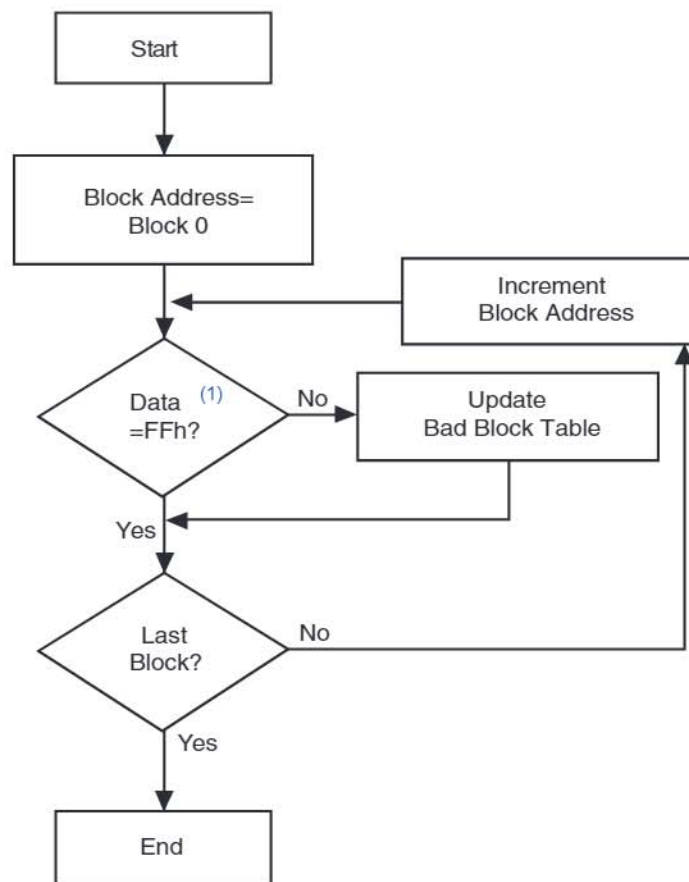 Start
Block Address=
Block 0
Increment
Block Address
Data (1)
=FFh?
No
Update
Bad Block Table
Yes
Last
Block?
No
Yes
End